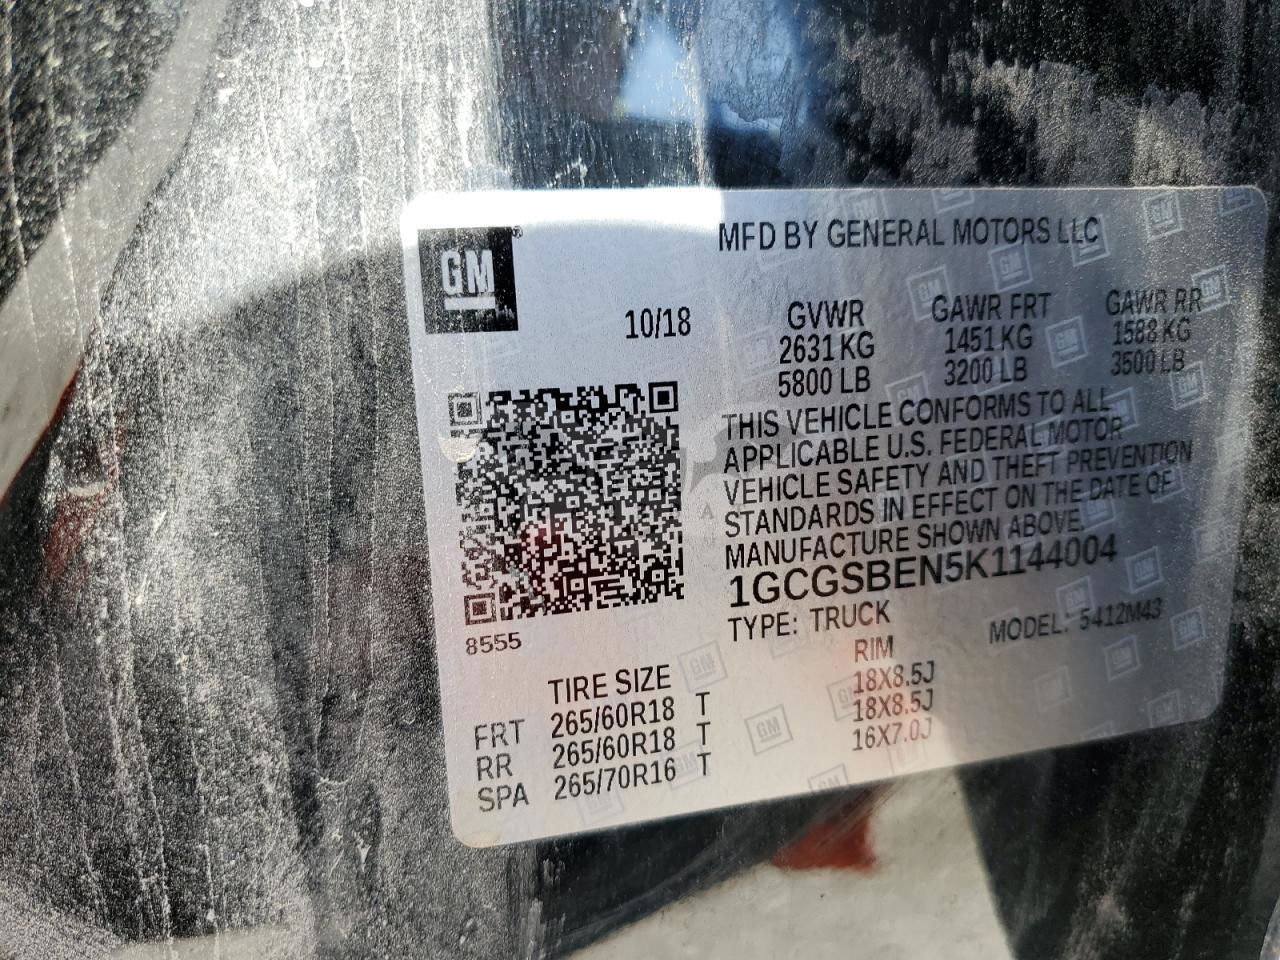 GM
MFD BY GENERAL MOTORS LLC
10/18
GVWR GAWR FRT GAWR RR
2631 KG 1451 KG 1588 KG
5800 LB 3200 LB 3500 LB
THIS VEHICLE CONFORMS TO ALL
APPLICABLE U.S. FEDERAL MOTOR
VEHICLE SAFETY AND THEFT PREVENTION
STANDARDS IN EFFECT ON THE DATE OF
MANUFACTURE SHOWN ABOVE.
1GCGSBEN5K1144004
TYPE: TRUCK MODEL: 5412M43
8555
TIRE SIZE RIM
FRT 265/60R18 T 18X8.5J
RR 265/60R18 T 18X8.5J
SPA 265/70R16 T 16X7.0J